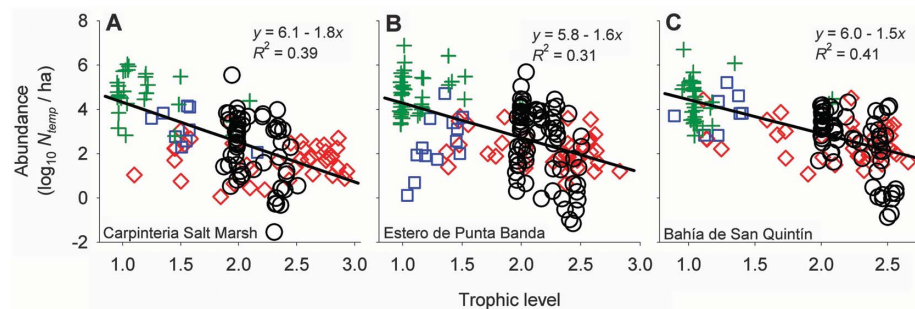 A
y = 6.1 - 1.8x
R² = 0.39
B
y = 5.8 - 1.6x
R² = 0.31
C
y = 6.0 - 1.5x
R² = 0.41
Abundance
(log₁₀ N_temp / ha)
8
6
4
2
0
-2
Carpinteria Salt Marsh
Estero de Punta Banda
Bahía de San Quintín
1.0 1.5 2.0 2.5 3.0
1.0 1.5 2.0 2.5 3.0
1.0 1.5 2.0 2.5
Trophic level